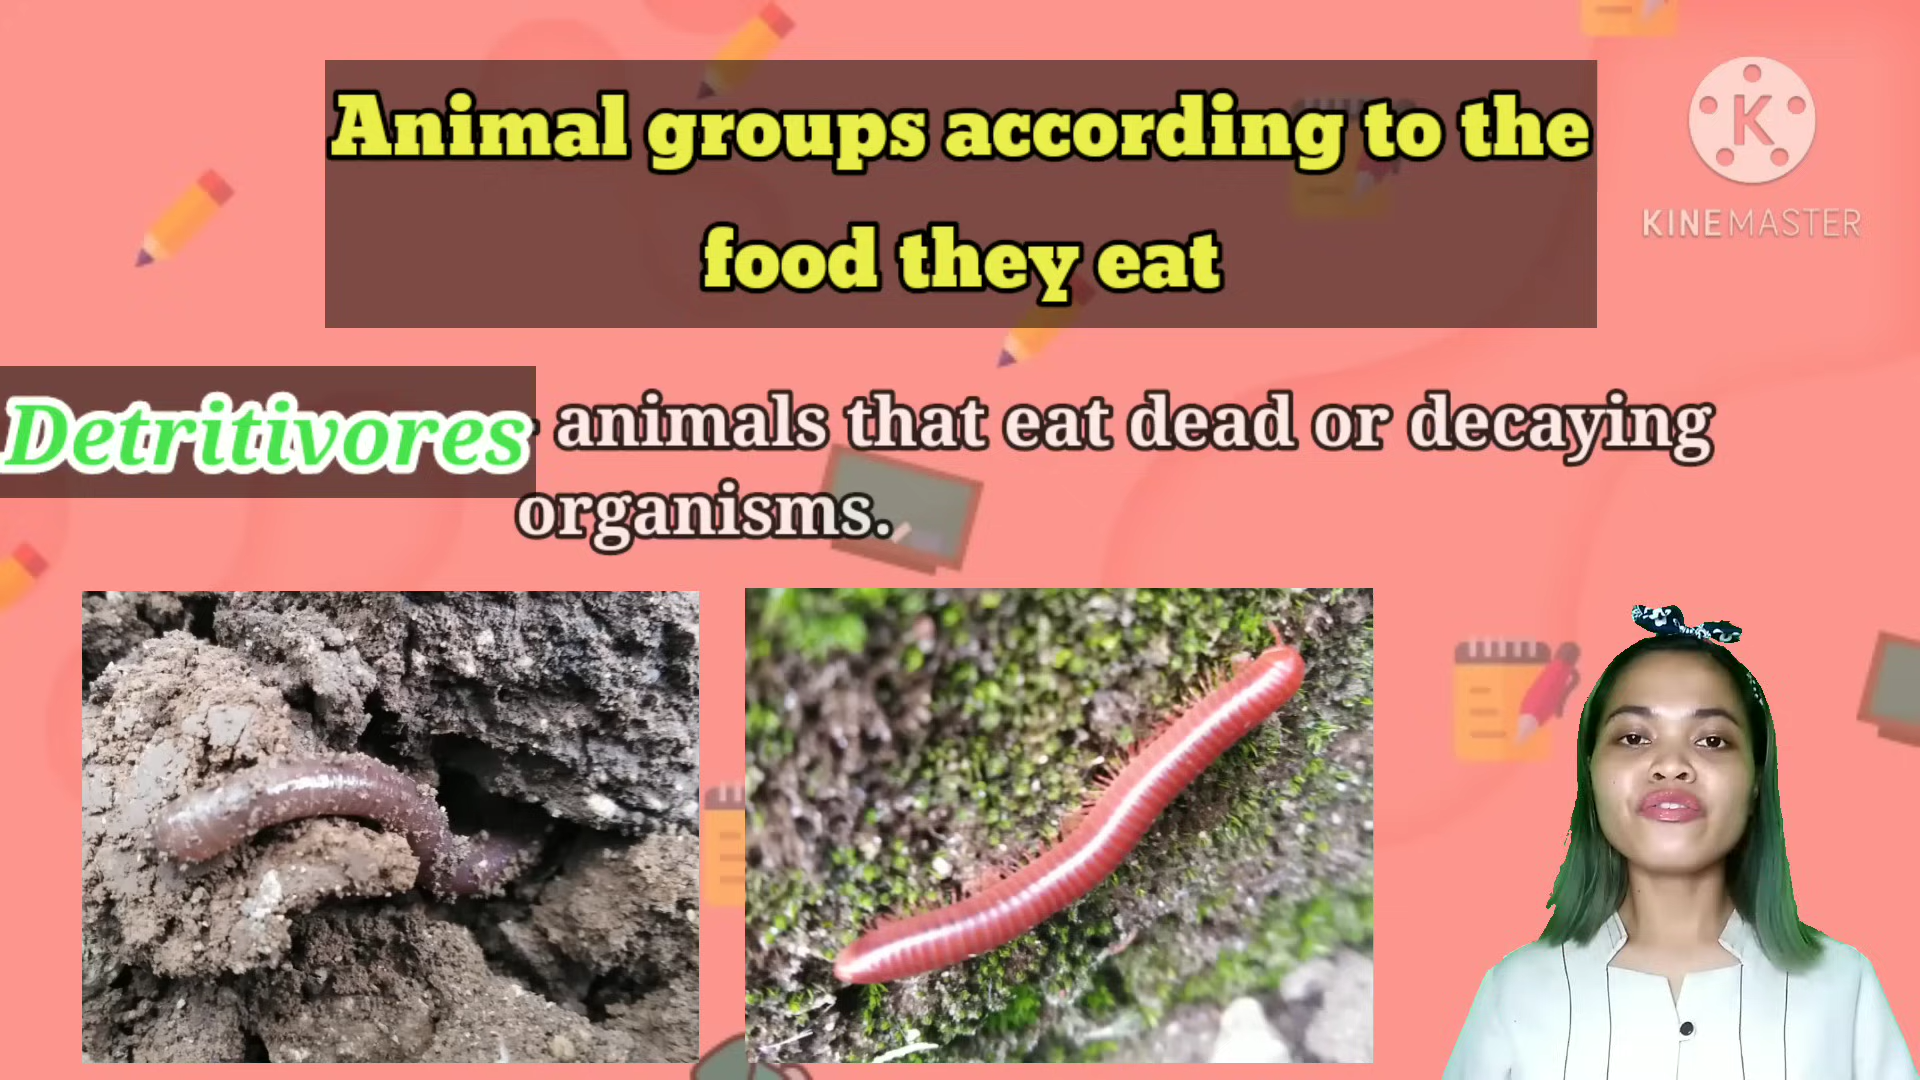 Animal groups according to the
food they eat
K
KINEMASTER
Detritivores - animals that eat dead or decaying
organisms.